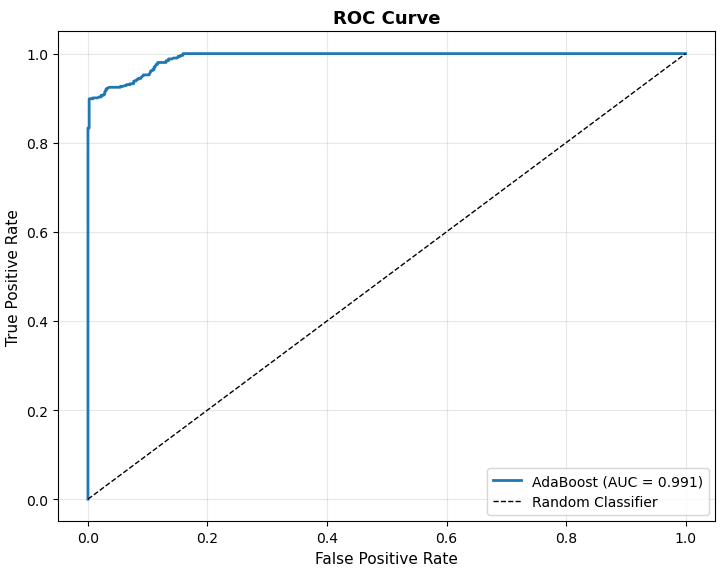 ROC Curve
1.0
0.8
0.6
0.4
0.2
0.0
True Positive Rate
0.0 0.2 0.4 0.6 0.8 1.0
False Positive Rate
AdaBoost (AUC = 0.991)
Random Classifier